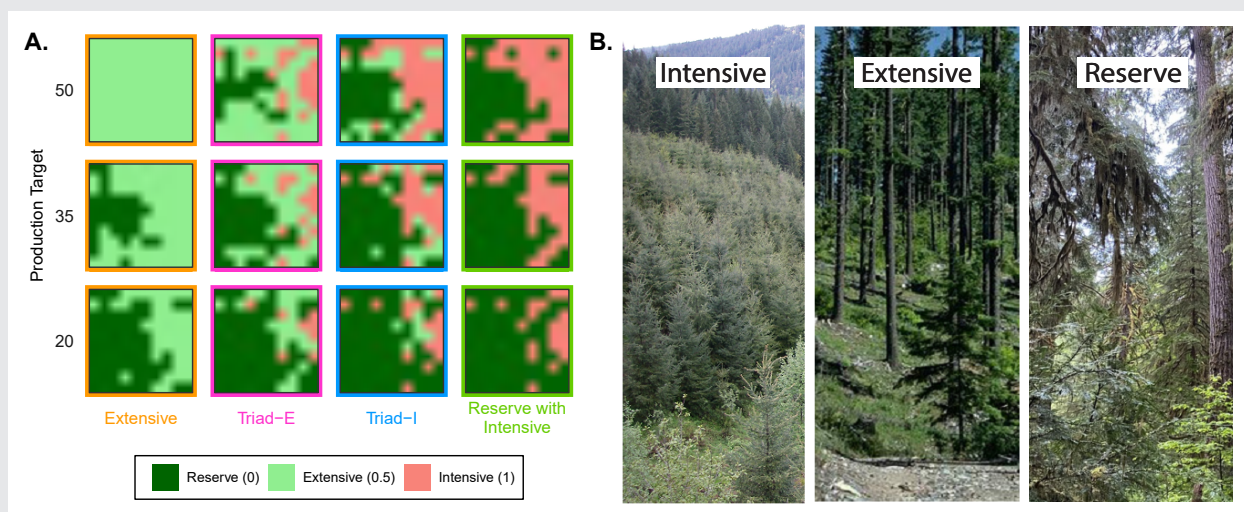 A.
B.
Production Target
50
35
20
Extensive
Triad−E
Triad−I
Reserve with
Intensive
Reserve (0)
Extensive (0.5)
Intensive (1)
Intensive
Extensive
Reserve